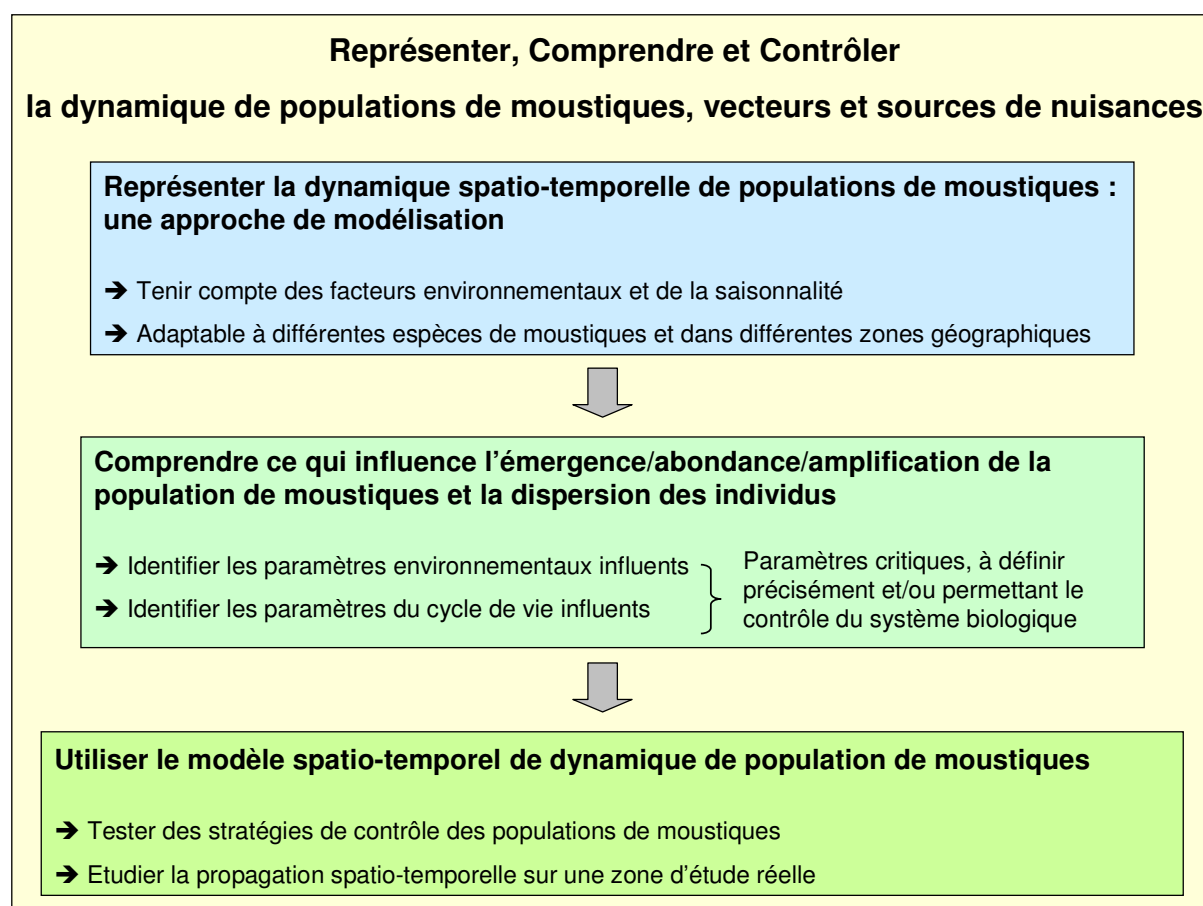 Représenter, Comprendre et Contrôler
la dynamique de populations de moustiques, vecteurs et sources de nuisances
Représenter la dynamique spatio-temporelle de populations de moustiques :
une approche de modélisation
➔ Tenir compte des facteurs environnementaux et de la saisonnalité
➔ Adaptable à différentes espèces de moustiques et dans différentes zones géographiques
Comprendre ce qui influence l’émergence/abondance/amplification de la
population de moustiques et la dispersion des individus
➔ Identifier les paramètres environnementaux influents
➔ Identifier les paramètres du cycle de vie influents
Paramètres critiques, à définir
précisément et/ou permettant le
contrôle du système biologique
Utiliser le modèle spatio-temporel de dynamique de population de moustiques
➔ Tester des stratégies de contrôle des populations de moustiques
➔ Etudier la propagation spatio-temporelle sur une zone d’étude réelle